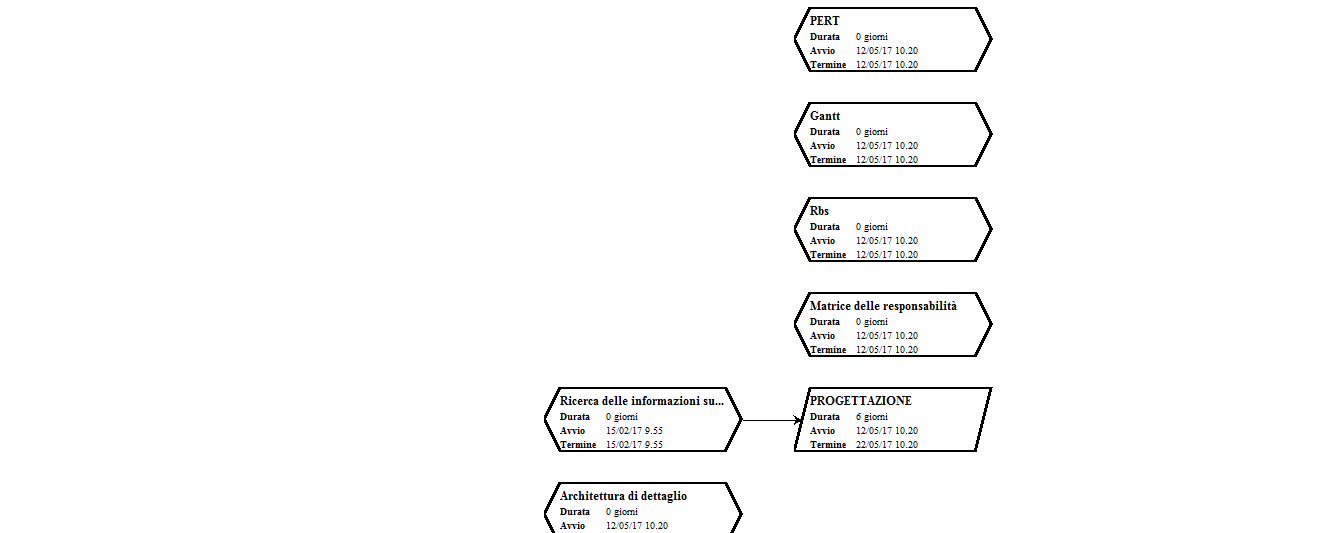 PERT
Durata 0 giorni
Avvio 12/05/17 10.20
Termine 12/05/17 10.20
Gantt
Durata 0 giorni
Avvio 12/05/17 10.20
Termine 12/05/17 10.20
Rbs
Durata 0 giorni
Avvio 12/05/17 10.20
Termine 12/05/17 10.20
Matrice delle responsabilità
Durata 0 giorni
Avvio 12/05/17 10.20
Termine 12/05/17 10.20
Ricerca delle informazioni su...
Durata 0 giorni
Avvio 15/02/17 9.55
Termine 15/02/17 9.55
PROGETTAZIONE
Durata 6 giorni
Avvio 12/05/17 10.20
Termine 22/05/17 10.20
Architettura di dettaglio
Durata 0 giorni
Avvio 12/05/17 10.20